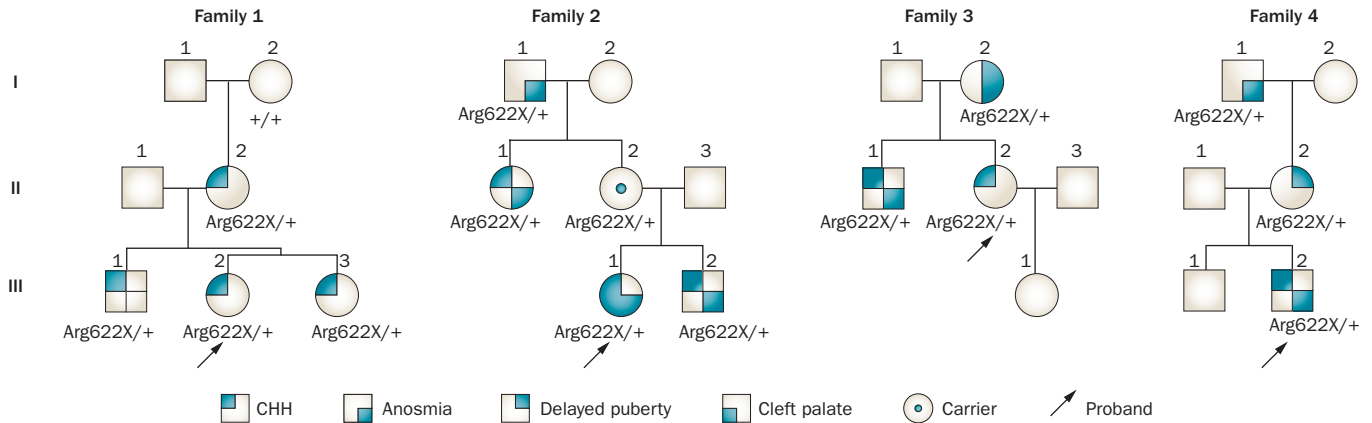 Family 1 Family 2 Family 3 Family 4
I
1 2 1 2 1 2 1 2
+/+ Arg622X/+ Arg622X/+ Arg622X/+
II
1 2 1 2 3 1 2 3 1 2
Arg622X/+ Arg622X/+ Arg622X/+ Arg622X/+ Arg622X/+ Arg622X/+
III
1 2 3 1 2 1 1 2
Arg622X/+ Arg622X/+ Arg622X/+ Arg622X/+ Arg622X/+ Arg622X/+
CHH Anosmia Delayed puberty Cleft palate Carrier Proband